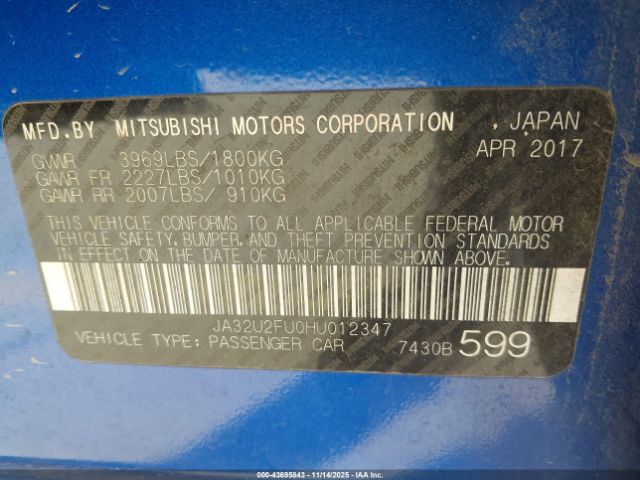 MFD.BY MITSUBISHI MOTORS CORPORATION , JAPAN
GVWR 3969LBS/1800KG APR 2017
GAWR FR 2227LBS/1010KG
GAWR RR 2007LBS/ 910KG
THIS VEHICLE CONFORMS TO ALL APPLICABLE FEDERAL MOTOR
VEHICLE SAFETY, BUMPER, AND THEFT PREVENTION STANDARDS
IN EFFECT ON THE DATE OF MANUFACTURE SHOWN ABOVE.
JA32U2FU0HU012347
VEHICLE TYPE: PASSENGER CAR 7430B 599
000-43695843 - 11/14/2025 - IAA Inc.